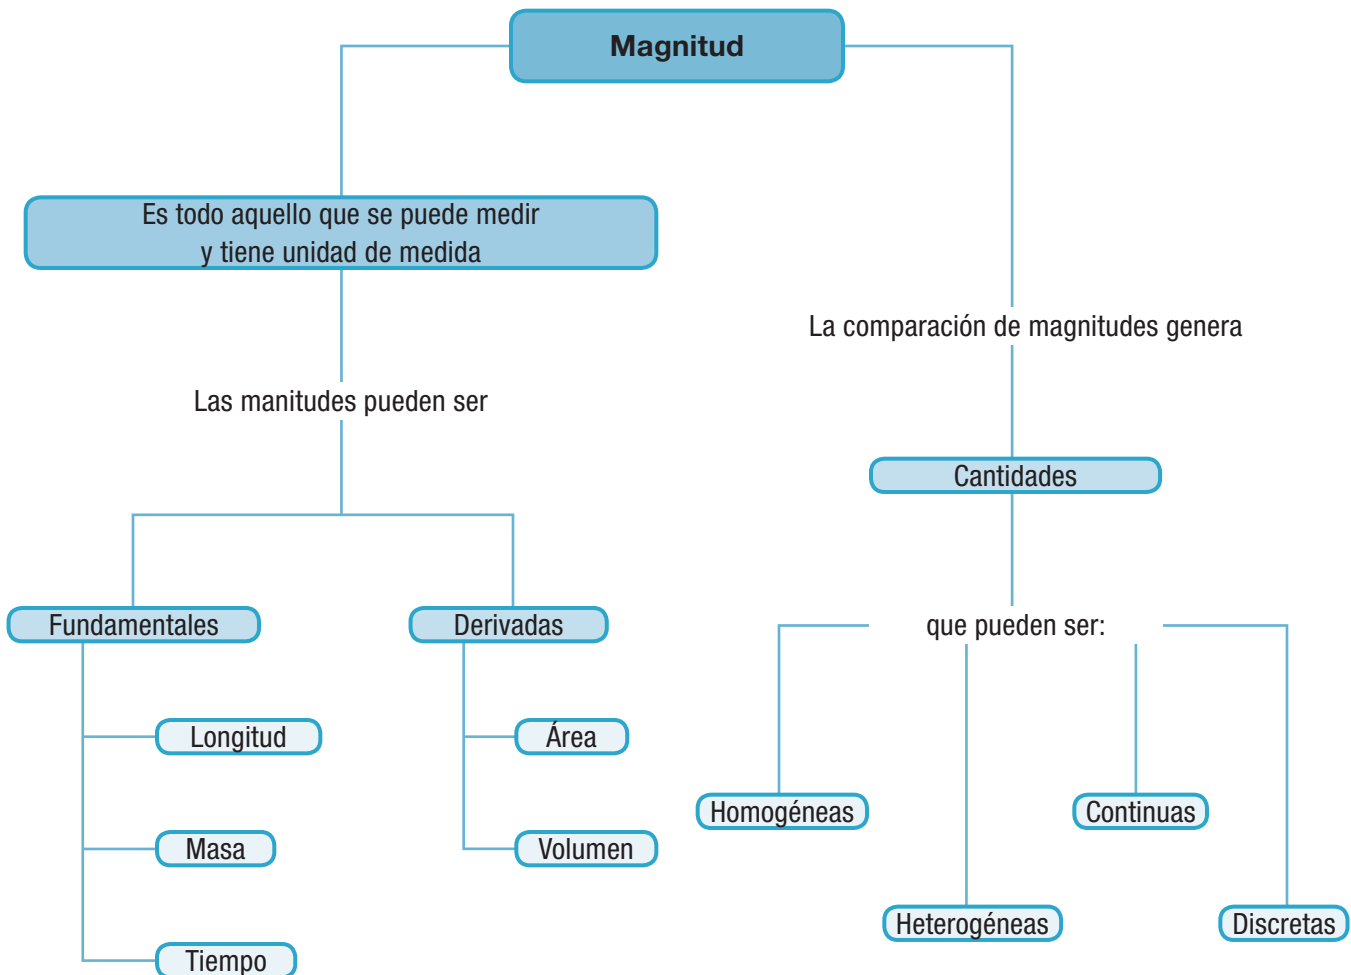 Magnitud
Es todo aquello que se puede medir
y tiene unidad de medida
La comparación de magnitudes genera
Las manitudes pueden ser
Cantidades
Fundamentales
Derivadas
que pueden ser:
Longitud
Área
Homogéneas
Continuas
Masa
Volumen
Heterogéneas
Discretas
Tiempo